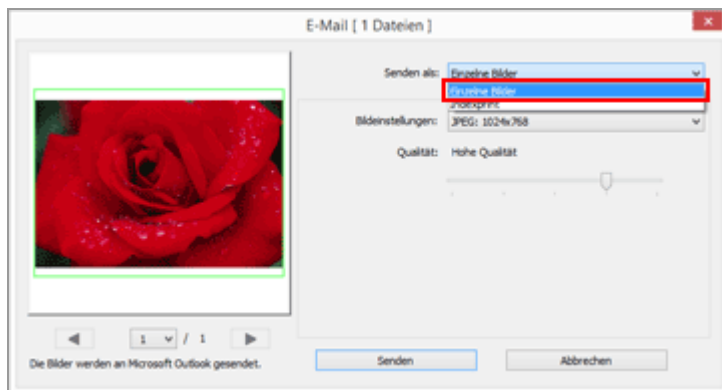 E-Mail [ 1 Dateien ]
Senden als: Einzelne Bilder
Einzelne Bilder
Indexprint
Bildeinstellungen: JPEG: 1024x768
Qualität: Hohe Qualität
1 / 1
Die Bilder werden an Microsoft Outlook gesendet.
Senden Abbrechen